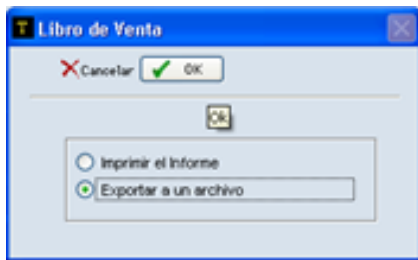 T Libro de Venta
Cancelar OK
Ok
Imprimir el Informe
Exportar a un archivo